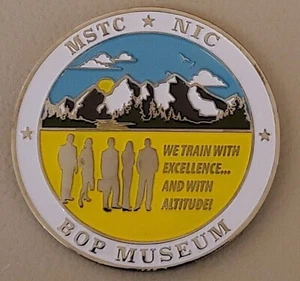 MSTC ★ NIC
WE TRAIN WITH
EXCELLENCE...
AND WITH
ALTITUDE!
★ BOP MUSEUM ★